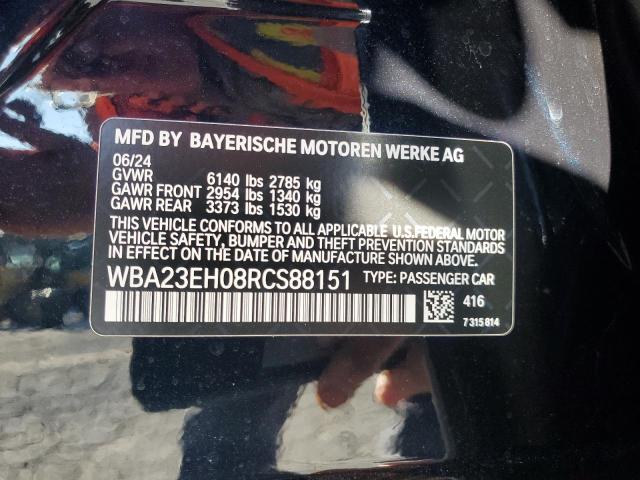 MFD BY BAYERISCHE MOTOREN WERKE AG
06/24
GVWR 6140 lbs 2785 kg
GAWR FRONT 2954 lbs 1340 kg
GAWR REAR 3373 lbs 1530 kg
THIS VEHICLE CONFORMS TO ALL APPLICABLE U.S.FEDERAL MOTOR
VEHICLE SAFETY, BUMPER AND THEFT PREVENTION STANDARDS
IN EFFECT ON THE DATE OF MANUFACTURE SHOWN ABOVE.
WBA23EH08RCS88151 TYPE: PASSENGER CAR
416
7315814